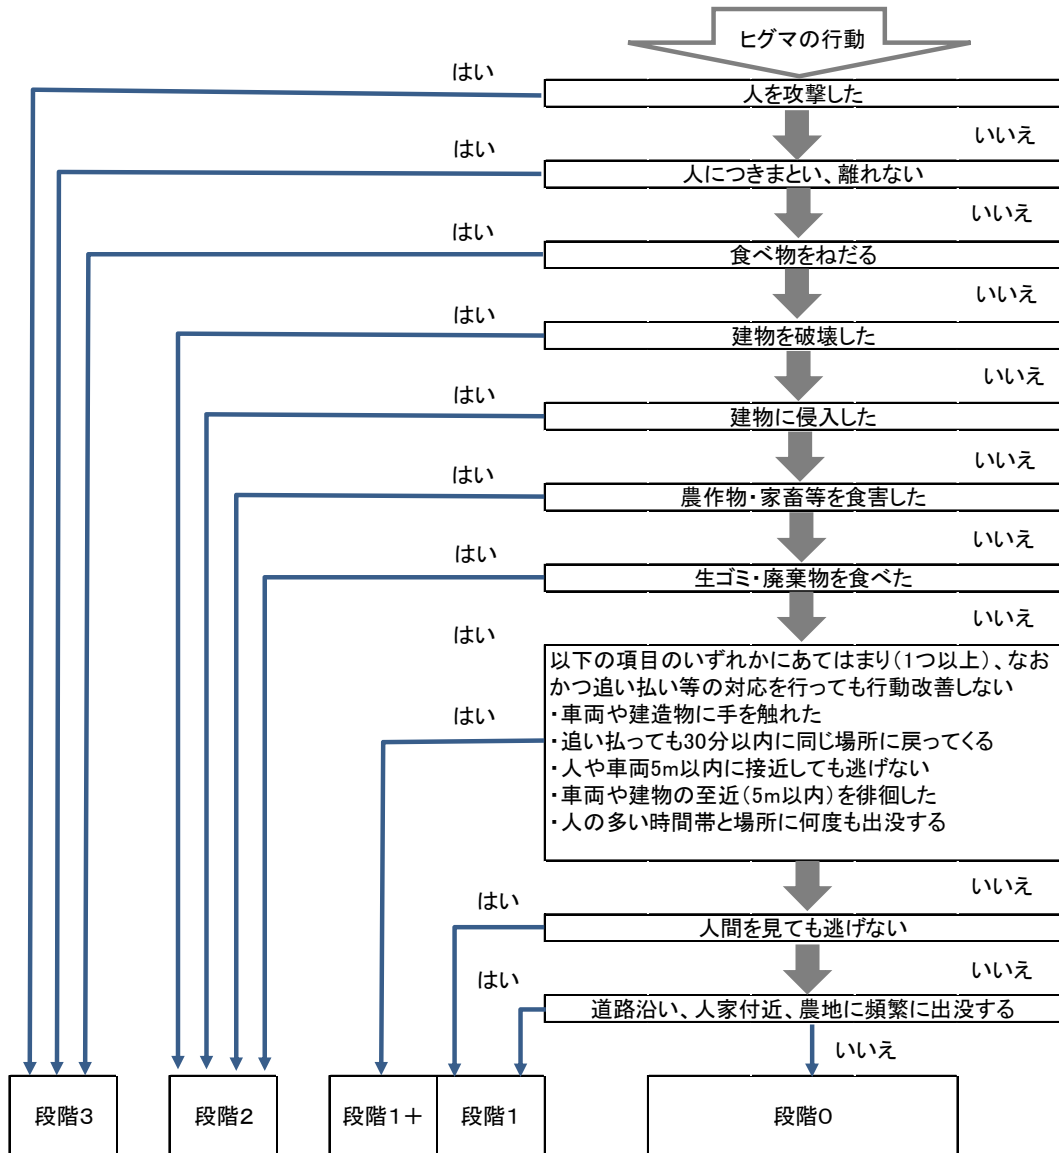 ヒグマの行動
はい
人を攻撃した
いいえ
はい
人につきまとい、離れない
いいえ
はい
食べ物をねだる
いいえ
はい
建物を破壊した
いいえ
はい
建物に侵入した
いいえ
はい
農作物・家畜等を食害した
いいえ
はい
生ゴミ・廃棄物を食べた
いいえ
はい
以下の項目のいずれかにあてはまり(1つ以上)、なお
かつ追い払い等の対応を行っても行動改善しない
・車両や建造物に手を触れた
はい
・追い払っても30分以内に同じ場所に戻ってくる
・人や車両5m以内に接近しても逃げない
・車両や建物の至近(5m以内)を徘徊した
・人の多い時間帯と場所に何度も出没する
いいえ
はい
人間を見ても逃げない
いいえ
はい
道路沿い、人家付近、農地に頻繁に出没する
いいえ
段階3
段階2
段階1+
段階1
段階0